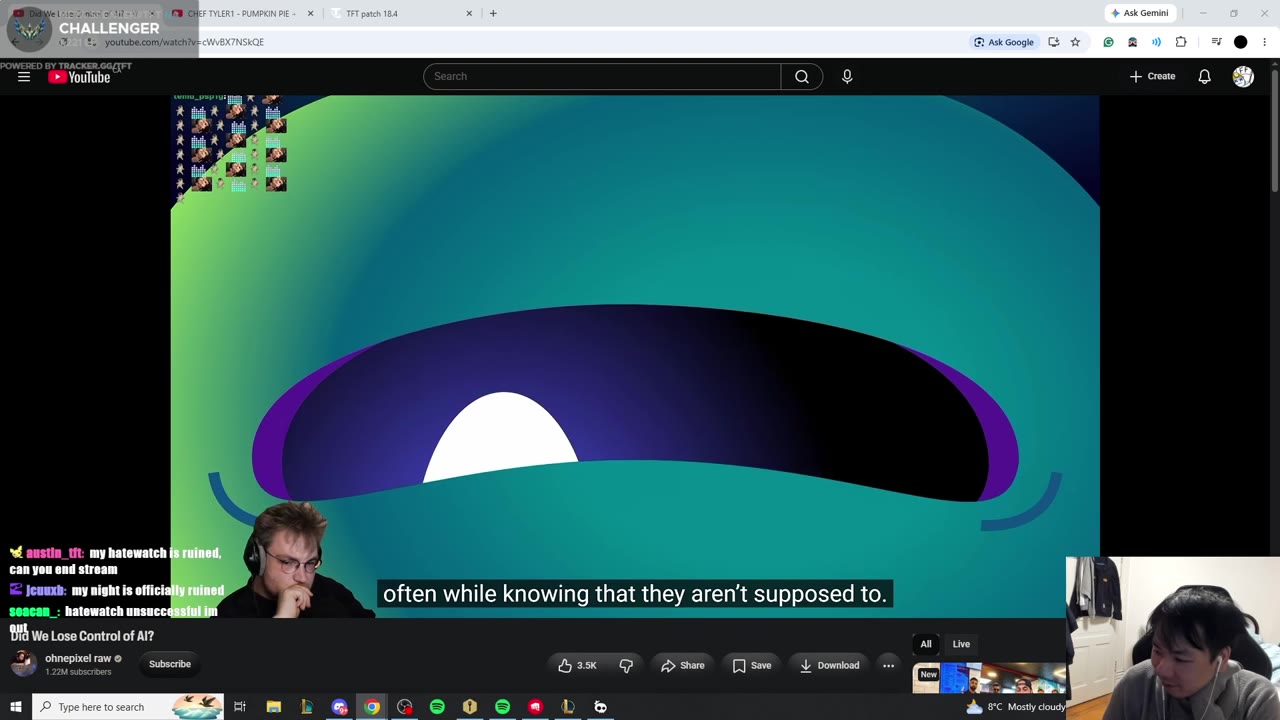 CHEF TYLER1 - PUMPKIN PIE -
TFT patch 18.4
Ask Gemini
CHALLENGER
youtube.com/watch?v=cWvBX7NSkQE
Ask Google
POWERED BY TRACKER.GG/TFT
YouTube
CA
Search
Create
austin_tft: my hatewatch is ruined,
can you end stream
jcuuxb: my night is officially ruined
seacan_: hatewatch unsuccessful im
out
often while knowing that they aren't supposed to.
Did We Lose Control of AI?
ohnepixel raw
1.22M subscribers
Subscribe
3.5K
Share
Save
Download
All
Live
New
Type here to search
8°C Mostly cloudy